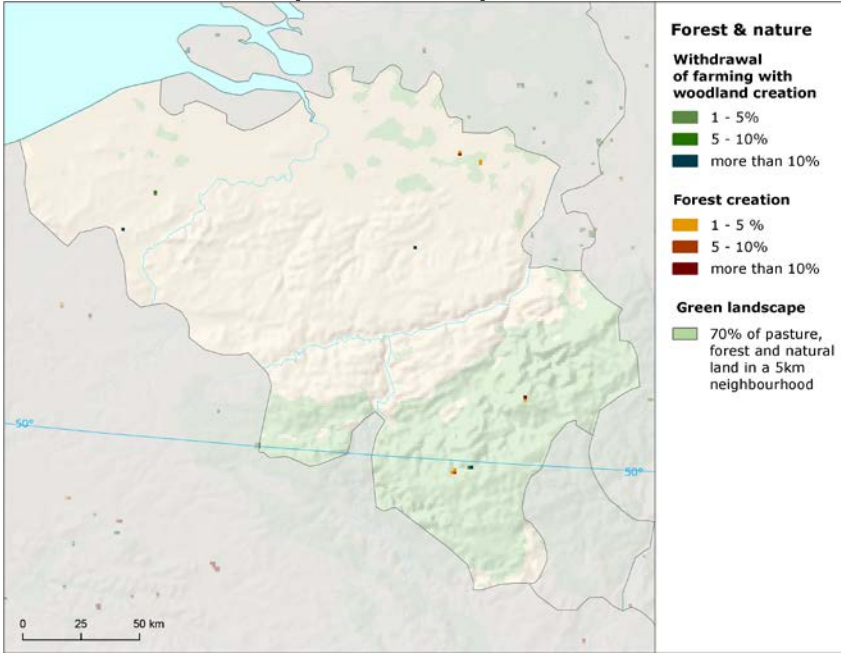 Forest & nature
Withdrawal
of farming with
woodland creation
1 - 5%
5 - 10%
more than 10%
Forest creation
1 - 5 %
5 - 10%
more than 10%
Green landscape
70% of pasture,
forest and natural
land in a 5km
neighbourhood
50°
50°
0 25 50 km